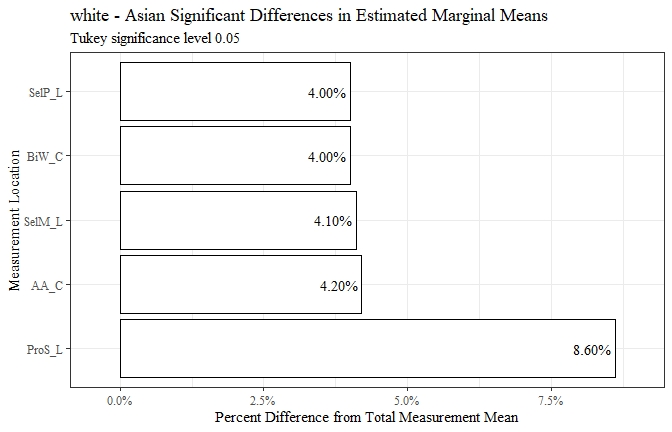 white - Asian Significant Differences in Estimated Marginal Means
Tukey significance level 0.05
Measurement Location
SelP_L
4.00%
BiW_C
4.00%
SelM_L
4.10%
AA_C
4.20%
ProS_L
8.60%
0.0%
2.5%
5.0%
7.5%
Percent Difference from Total Measurement Mean